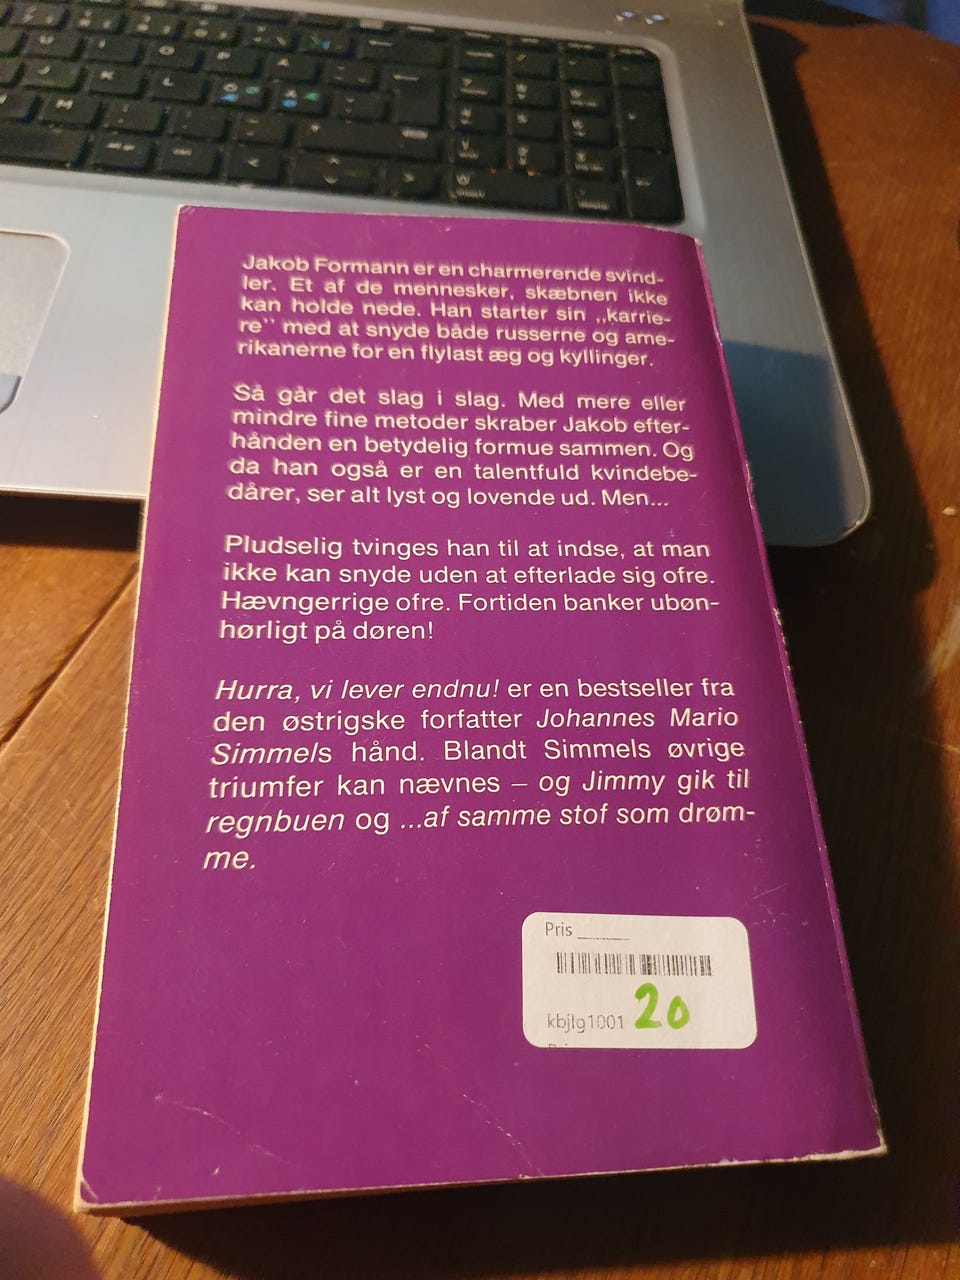 Jakob Formann er en charmerende svind-
ler. Et af de mennesker, skæbnen ikke
kan holde nede. Han starter sin „karrie-
re” med at snyde både russerne og ame-
rikanerne for en flylast æg og kyllinger.
Så går det slag i slag. Med mere eller
mindre fine metoder skraber Jakob efter-
hånden en betydelig formue sammen. Og
da han også er en talentfuld kvindebe-
dårer, ser alt lyst og lovende ud. Men...
Pludselig tvinges han til at indse, at man
ikke kan snyde uden at efterlade sig ofre.
Hævngerrige ofre. Fortiden banker ubøn-
hørligt på døren!
Hurra, vi lever endnu! er en bestseller fra
den østrigske forfatter Johannes Mario
Simmels hånd. Blandt Simmels øvrige
triumfer kan nævnes – og Jimmy gik til
regnbuen og ...af samme stof som drøm-
me.
Pris
kbjlg1001 20